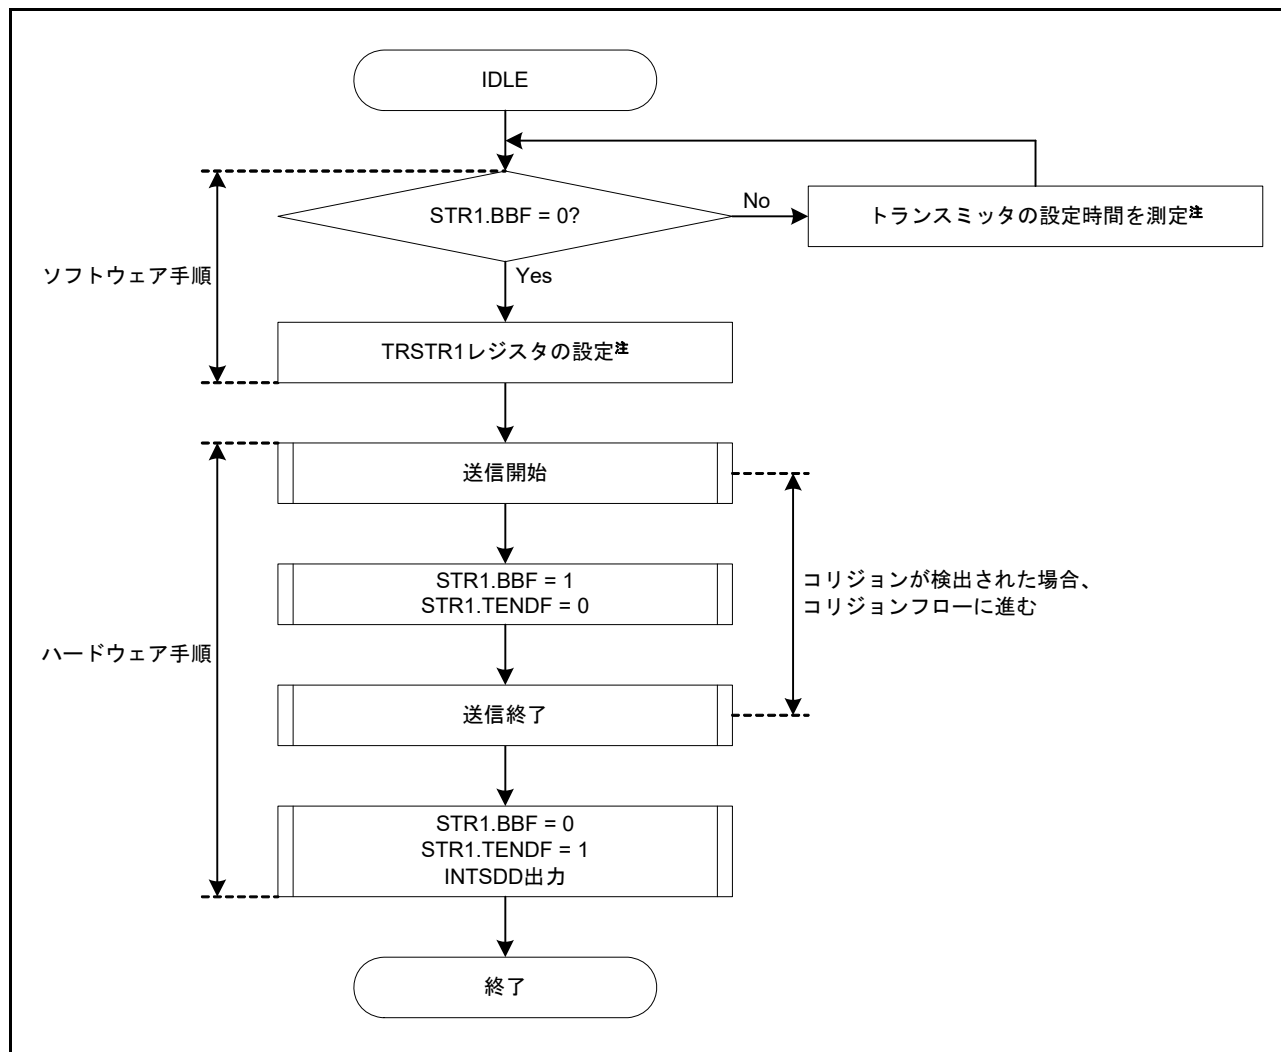 IDLE
STR1.BBF = 0?
No
トランスミッタの設定時間を測定注
Yes
ソフトウェア手順
TRSTR1レジスタの設定注
送信開始
STR1.BBF = 1
STR1.TENDF = 0
コリジョンが検出された場合、
コリジョンフローに進む
ハードウェア手順
送信終了
STR1.BBF = 0
STR1.TENDF = 1
INTSDD出力
終了